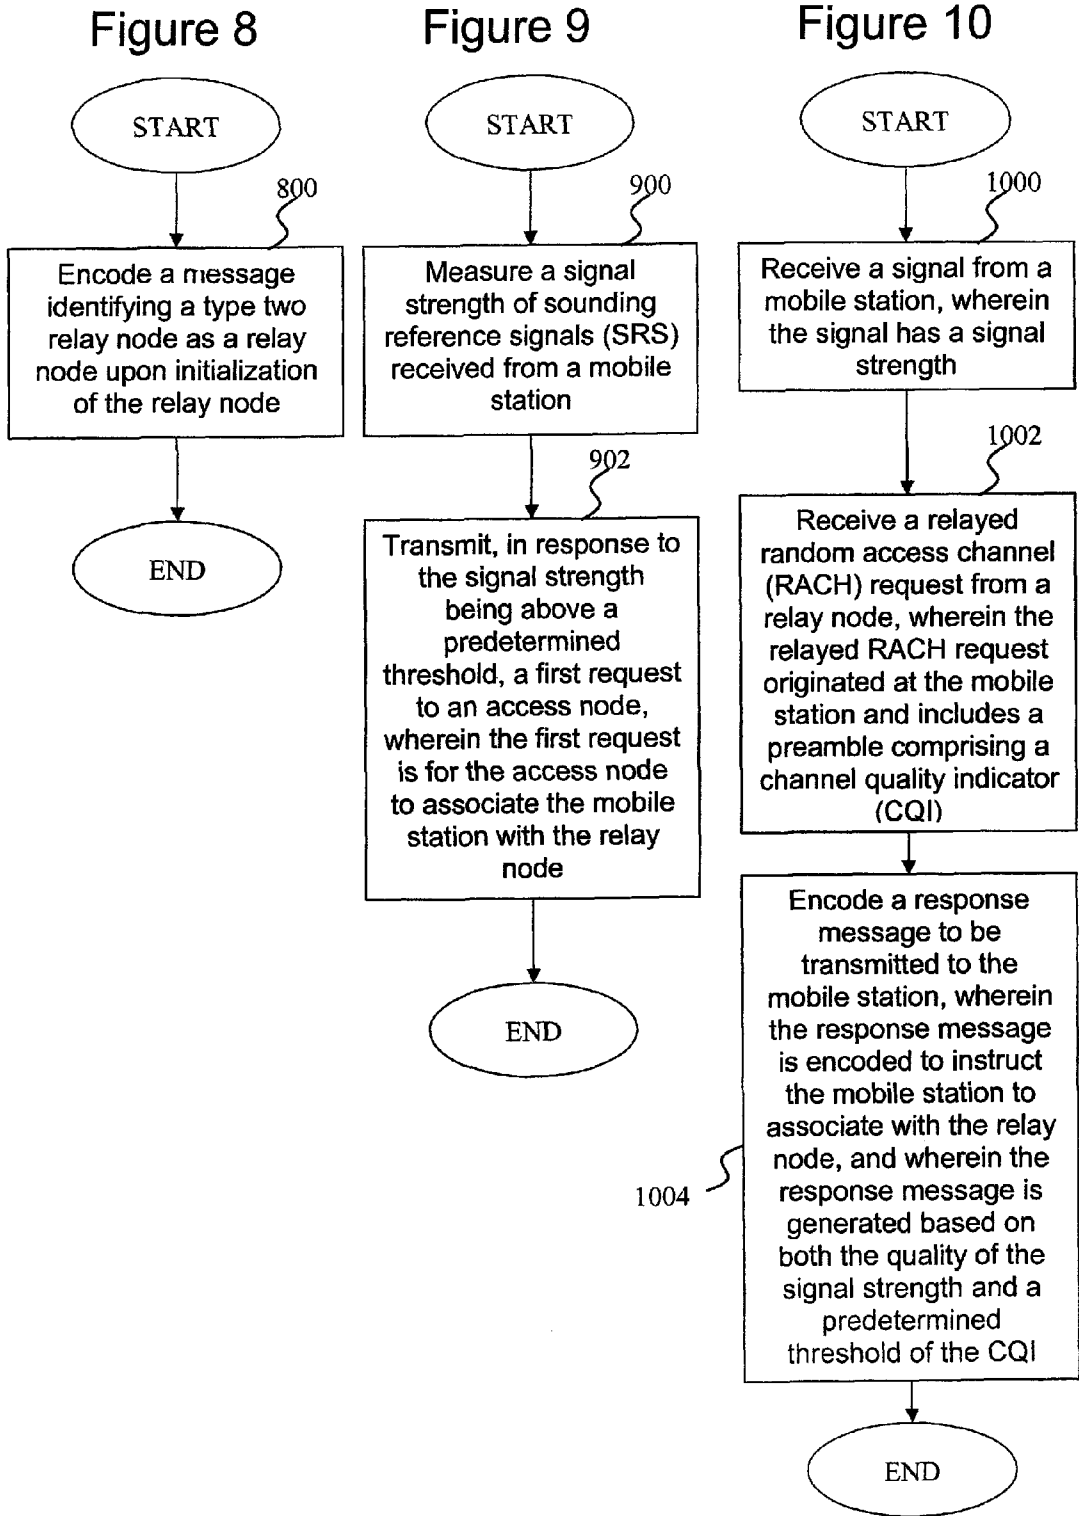 Figure 8
START
800
Encode a message
identifying a type two
relay node as a relay
node upon initialization
of the relay node
END
Figure 9
START
900
Measure a signal
strength of sounding
reference signals (SRS)
received from a mobile
station
902
Transmit, in response to
the signal strength
being above a
predetermined
threshold, a first request
to an access node,
wherein the first request
is for the access node
to associate the mobile
station with the relay
node
END
Figure 10
START
1000
Receive a signal from a
mobile station, wherein
the signal has a signal
strength
1002
Receive a relayed
random access channel
(RACH) request from a
relay node, wherein the
relayed RACH request
originated at the mobile
station and includes a
preamble comprising a
channel quality indicator
(CQI)
Encode a response
message to be
transmitted to the
mobile station, wherein
the response message
is encoded to instruct
the mobile station to
associate with the relay
node, and wherein the
response message is
generated based on
both the quality of the
signal strength and a
predetermined
threshold of the CQI
1004
END